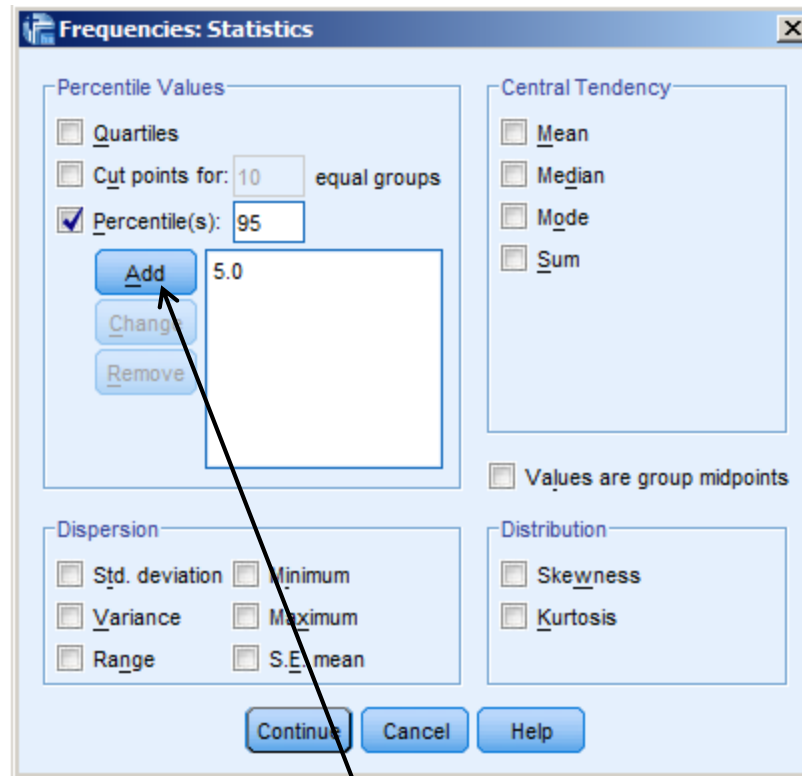 Frequencies: Statistics
Percentile Values
Quartiles
Cut points for: 10 equal groups
Percentile(s): 95
Add
5.0
Change
Remove
Central Tendency
Mean
Median
Mode
Sum
Values are group midpoints
Dispersion
Std. deviation Minimum
Variance Maximum
Range S.E. mean
Distribution
Skewness
Kurtosis
Continue Cancel Help